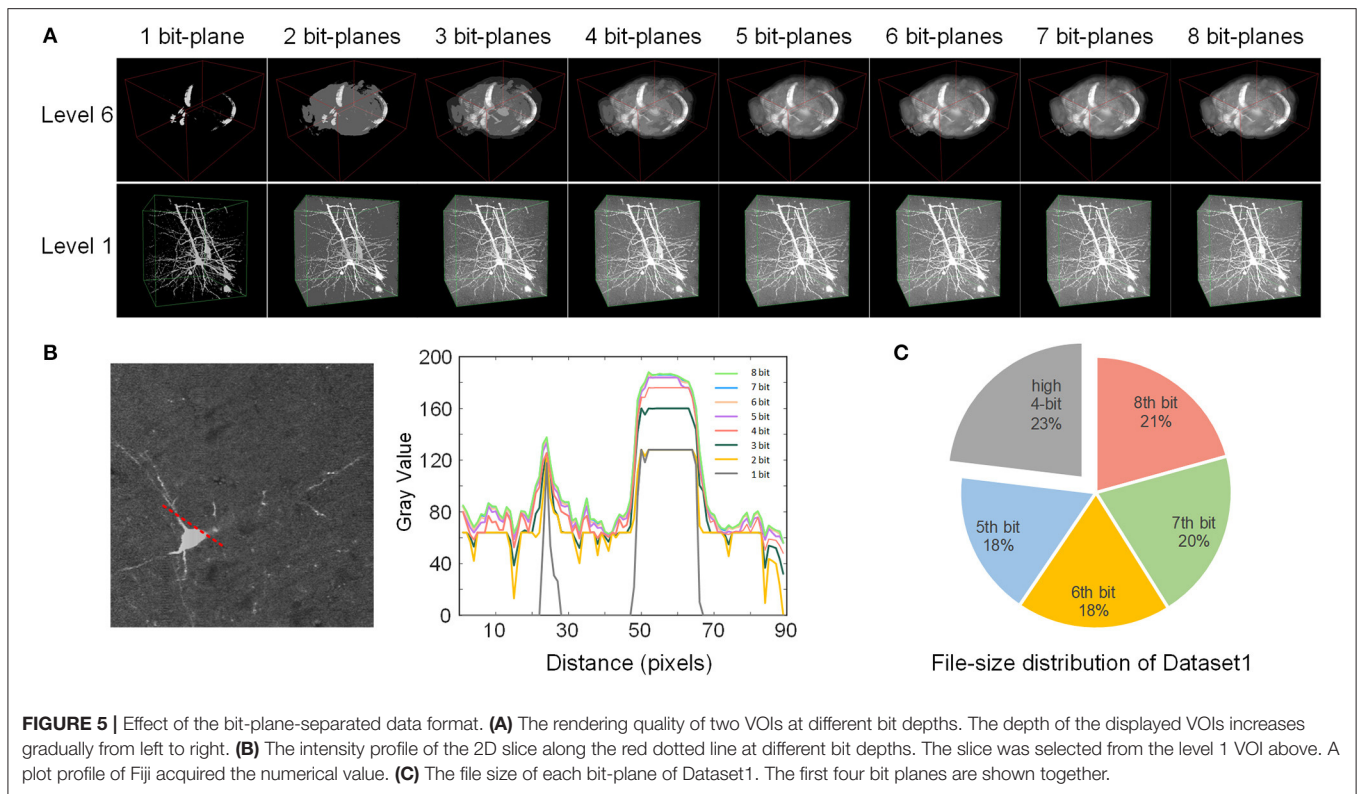 A
1 bit-plane 2 bit-planes 3 bit-planes 4 bit-planes 5 bit-planes 6 bit-planes 7 bit-planes 8 bit-planes
Level 6
Level 1
B
Gray Value
200
160
120
80
40
0
10 30 50 70 90
Distance (pixels)
8 bit
7 bit
6 bit
5 bit
4 bit
3 bit
2 bit
1 bit
C
high
4-bit
23%
8th bit
21%
7th bit
20%
6th bit
18%
5th bit
18%
File-size distribution of Dataset1
FIGURE 5 | Effect of the bit-plane-separated data format. (A) The rendering quality of two VOIs at different bit depths. The depth of the displayed VOIs increases
gradually from left to right. (B) The intensity profile of the 2D slice along the red dotted line at different bit depths. The slice was selected from the level 1 VOI above. A
plot profile of Fiji acquired the numerical value. (C) The file size of each bit-plane of Dataset1. The first four bit planes are shown together.